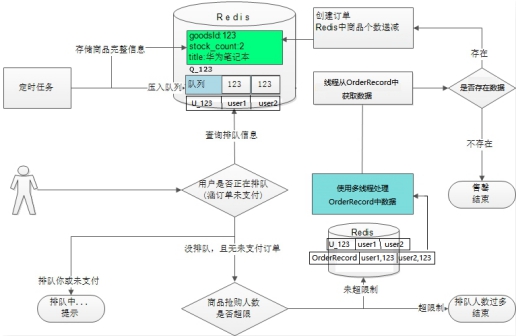 Redis
goodsId:123
stock_count:2
title:华为笔记本
Q_123
队列 123 123
U_123 user1 user2
创建订单
Redis中商品个数递减
存储商品完整信息
定时任务
压入队列
线程从OrderRecord中
获取数据
存在
是否存在数据
不存在
售罄
结束
查询排队信息
用户是否正在排队
(涵订单未支付)
使用多线程处理
OrderRecord中数据
Redis
U_123 user1 user2
OrderRecord user1,123 user2,123
没排队，且无未支付订单
排队你或未支付
排队中...
提示
商品抢购人数
是否超限
未超限制
超限制
排队人数过多
结束